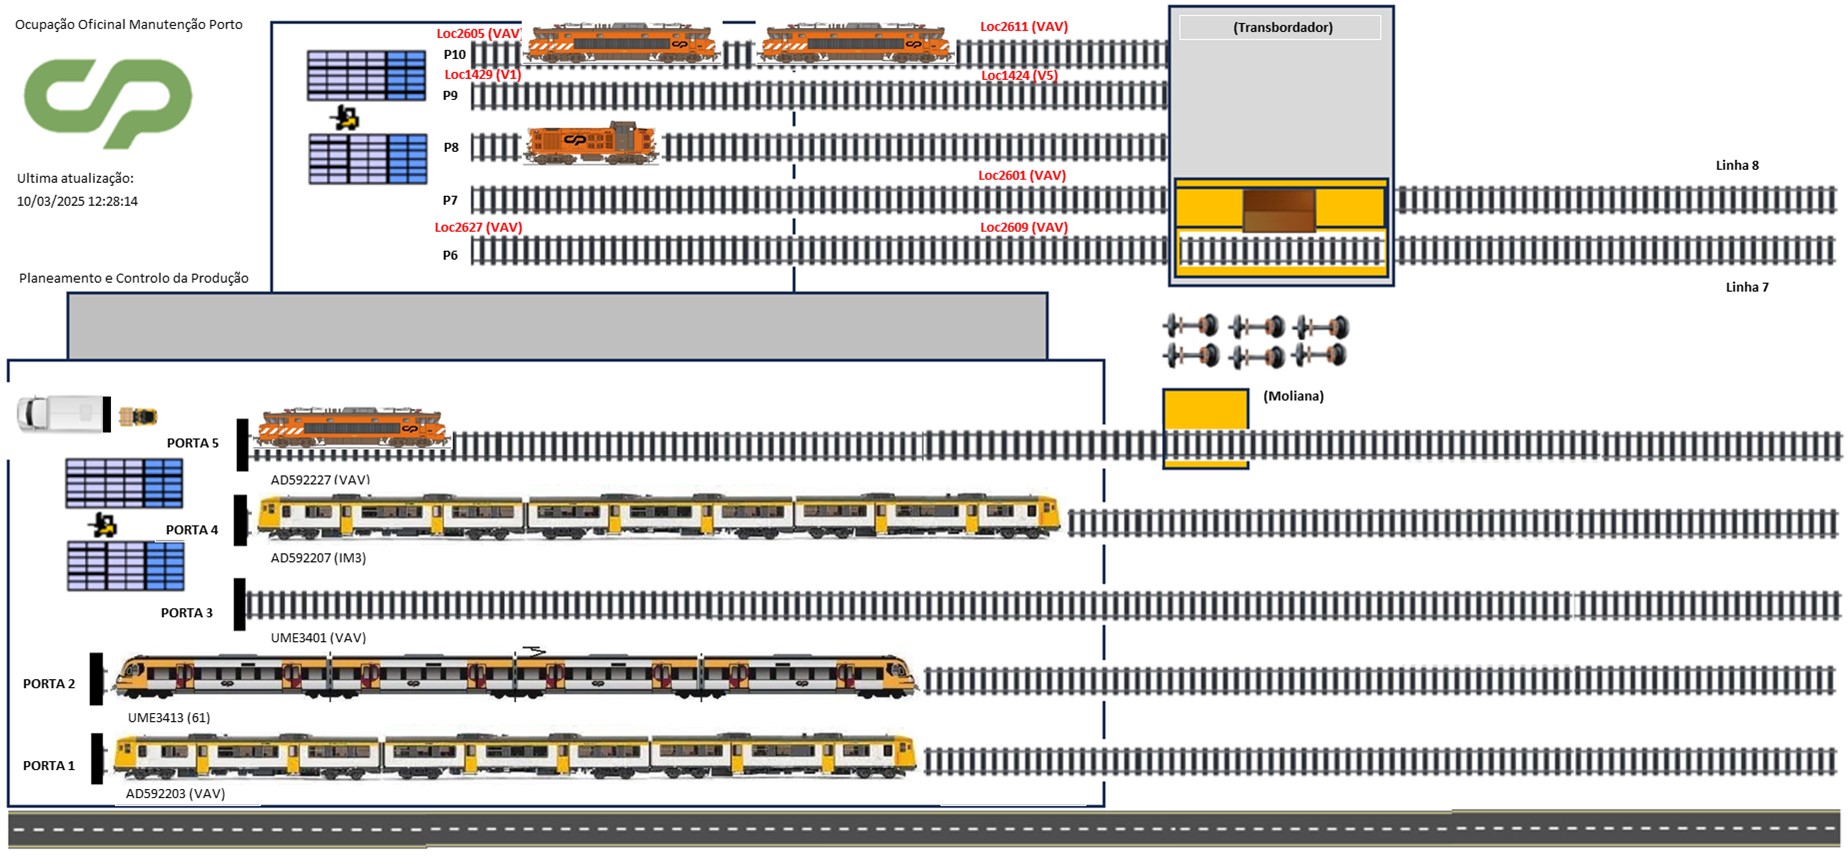 Ocupação Oficinal Manutenção Porto
Loc2605 (VAV)
Loc2611 (VAV)
(Transbordador)
P10
Loc1429 (V1)
Loc1424 (V5)
P9
P8
Ultima atualização:
10/03/2025 12:28:14
Loc2601 (VAV)
Linha 8
P7
Loc2627 (VAV)
Loc2609 (VAV)
P6
Planeamento e Controlo da Produção
Linha 7
(Moliana)
PORTA 5
AD592227 (VAV)
PORTA 4
AD592207 (IM3)
PORTA 3
UME3401 (VAV)
PORTA 2
UME3413 (61)
PORTA 1
AD592203 (VAV)